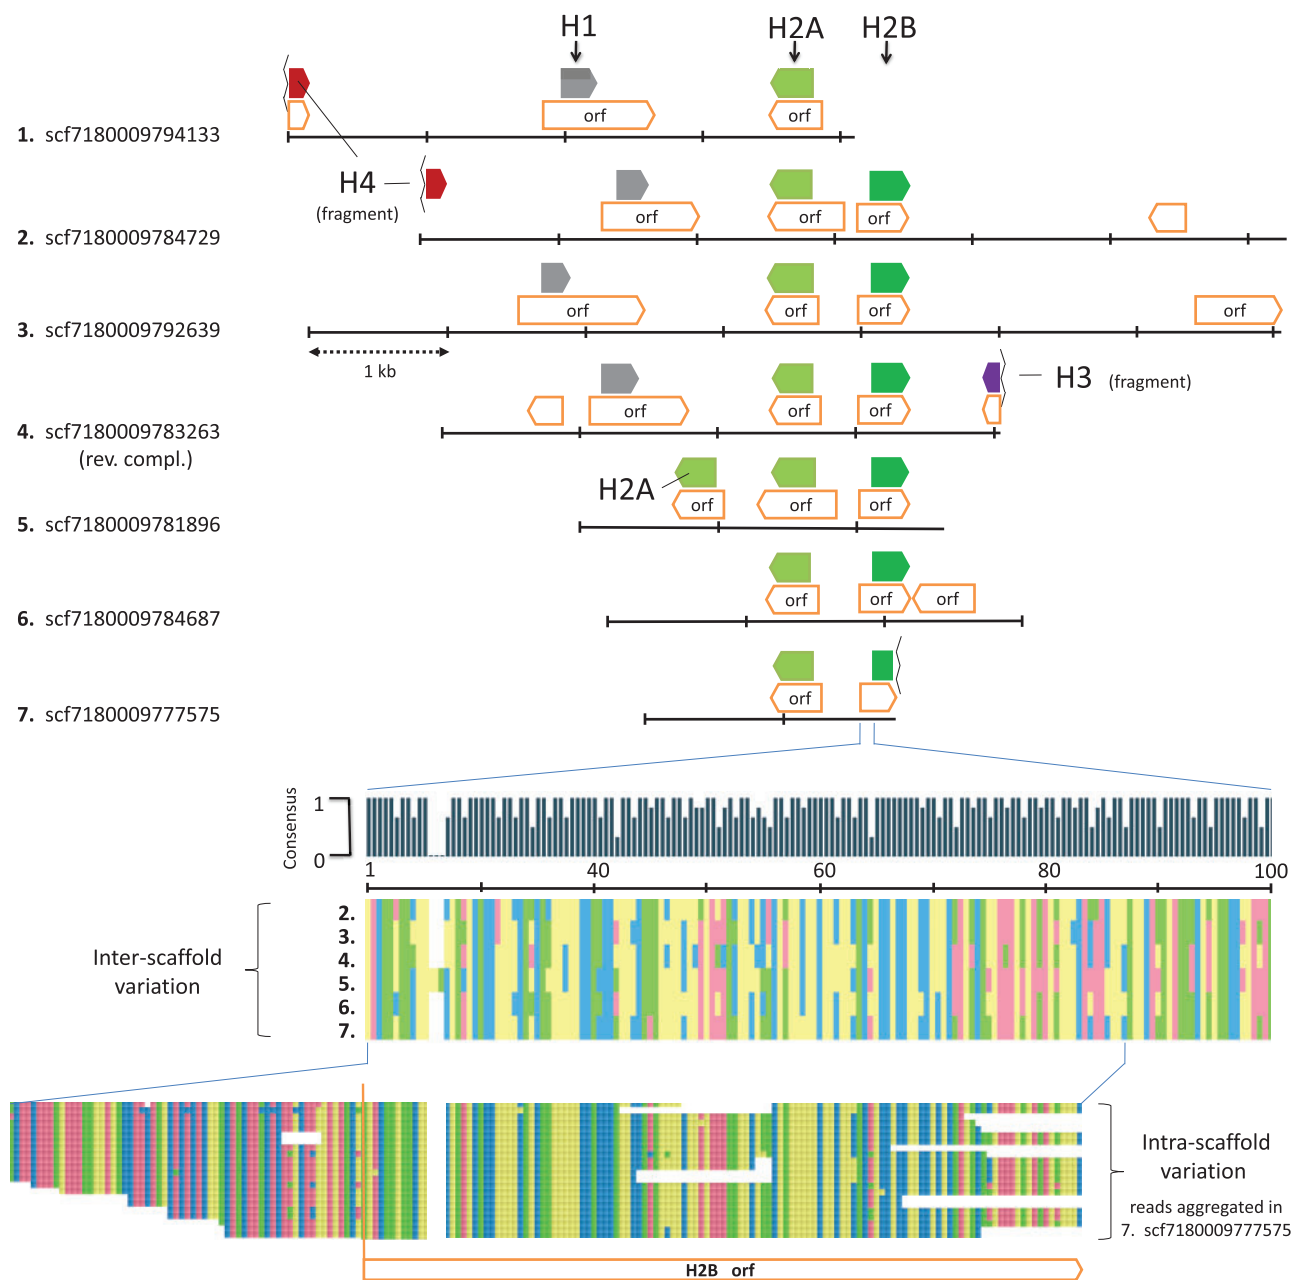 H1
H2A
H2B
orf
orf
1. scf7180009794133
H4
(fragment)
orf
orf
orf
2. scf7180009784729
orf
orf
orf
orf
3. scf7180009792639
1 kb
H3 (fragment)
orf
orf
orf
4. scf7180009783263
(rev. compl.)
H2A
orf
orf
orf
5. scf7180009781896
orf
orf
orf
6. scf7180009784687
orf
7. scf7180009777575
Consensus
1
0
1
40
60
80
100
Inter-scaffold
variation
2.
3.
4.
5.
6.
7.
Intra-scaffold
variation
reads aggregated in
7. scf7180009777575
H2B orf